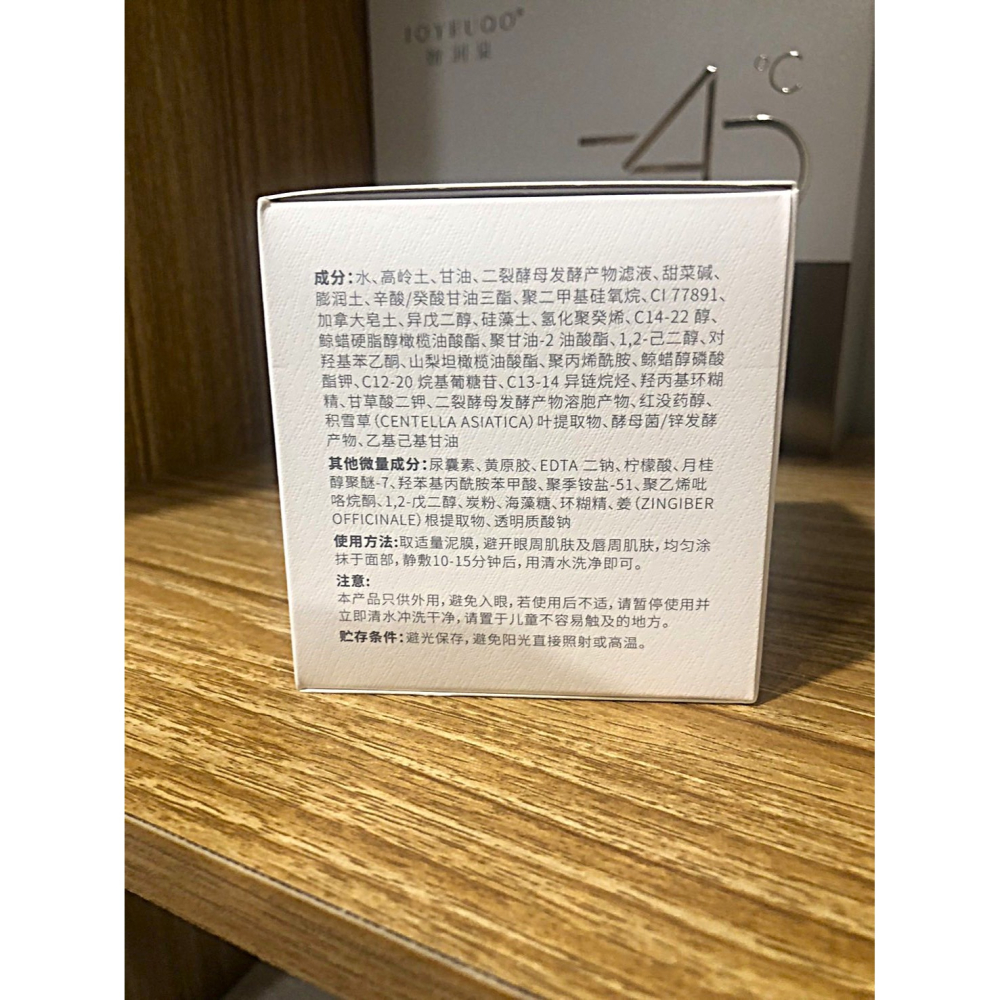 JOYRUQO®
-45
°C
成分:水、高岭土、甘油、二裂酵母发酵产物滤液、甜菜碱、
膨润土、辛酸/癸酸甘油三酯、聚二甲基硅氧烷、CI 77891、
加拿大皂土、异戊二醇、硅藻土、氢化聚癸烯、C14-22 醇、
鲸蜡硬脂醇橄榄油酸酯、聚甘油-2 油酸酯、1,2-己二醇、对
羟基苯乙酮、山梨坦橄榄油酸酯、聚丙烯酰胺、鲸蜡醇磷酸
酯钾、C12-20 烷基葡糖苷、C13-14 异链烷烃、羟丙基环糊
精、甘草酸二钾、二裂酵母发酵产物溶胞产物、红没药醇、
积雪草(CENTELLA ASIATICA)叶提取物、酵母菌/锌发酵
产物、乙基己基甘油
其他微量成分:尿囊素、黄原胶、EDTA 二钠、柠檬酸、月桂
醇聚醚-7、羟苯基丙酰胺苯甲酸、聚季铵盐-51、聚乙烯吡
咯烷酮、1,2-戊二醇、炭粉、海藻糖、环糊精、姜(ZINGIBER
OFFICINALE)根提取物、透明质酸钠
使用方法:取适量泥膜,避开眼周肌肤及唇周肌肤,均匀涂
抹于面部,静敷10-15分钟后,用清水洗净即可。
注意:
本产品只供外用,避免入眼,若使用后不适,请暂停使用并
立即清水冲洗干净,请置于儿童不容易触及的地方。
贮存条件:避光保存,避免阳光直接照射或高温。